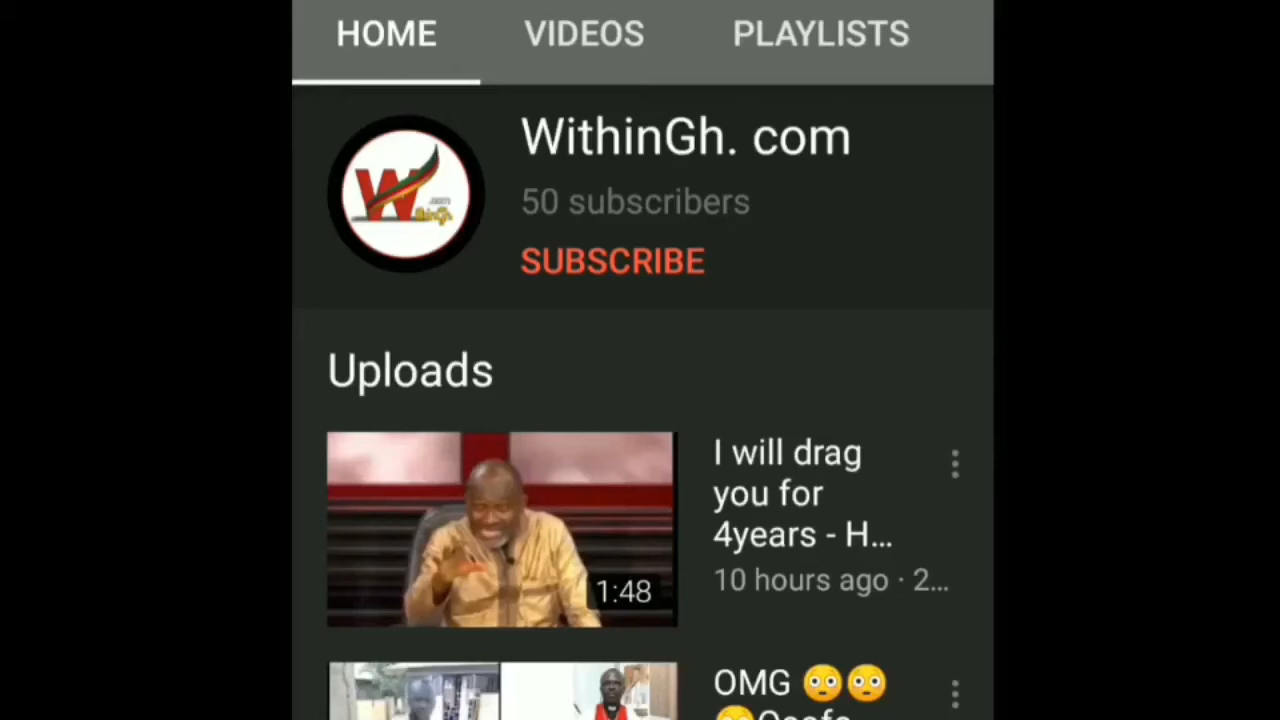 HOME VIDEOS PLAYLISTS
WithinGh. com
50 subscribers
SUBSCRIBE
W
.com
Uploads
I will drag
you for
4years - H...
10 hours ago · 2...
1:48
OMG 😳😳